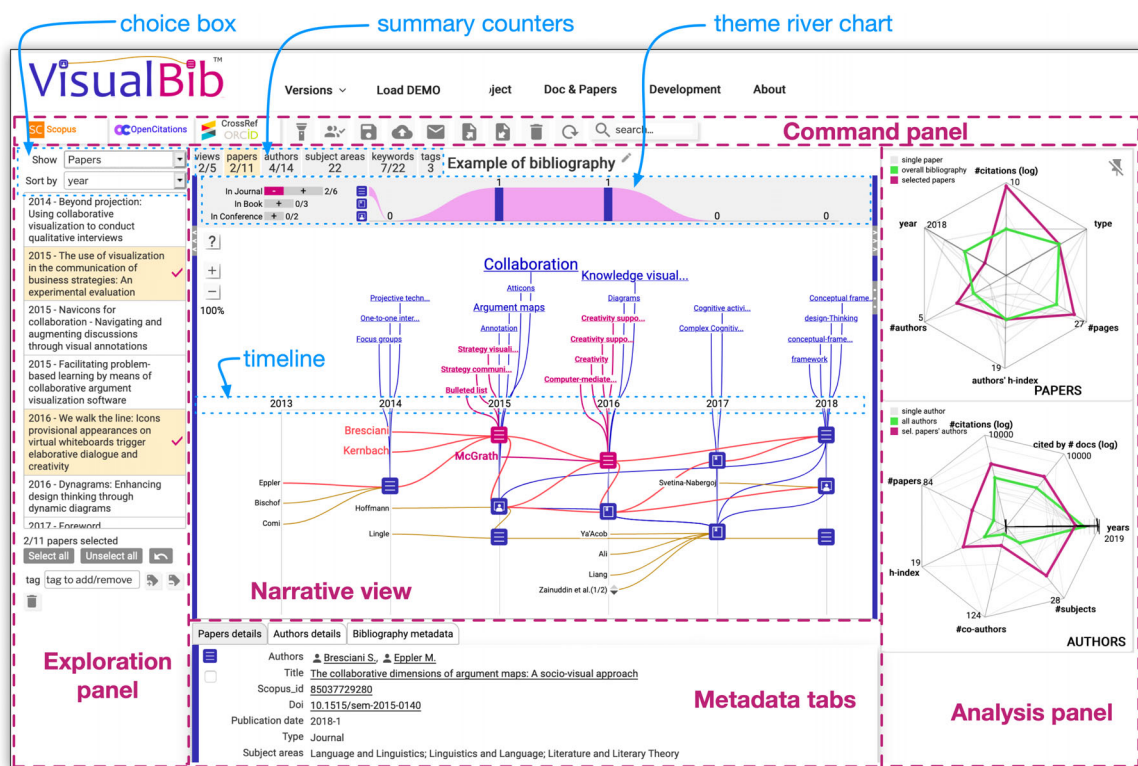 choice box
summary counters
theme river chart
VisualBib™
Versions
Load DEMO
oject
Doc & Papers
Development
About
SC Scopus
OpenCitations
CrossRef
ORCID
search...
Command panel
Show Papers
Sort by year
views 2/5
papers 2/11
authors 4/14
subject areas 22
keywords 7/22
tags 3
Example of bibliography
In Journal - + 2/6
In Book + 0/3
In Conference + 0/2
0 1 1 0 0
2014 - Beyond projection:
Using collaborative
visualization to conduct
qualitative interviews
2015 - The use of visualization
in the communication of
business strategies: An
experimental evaluation
2015 - Navicons for
collaboration - Navigating and
augmenting discussions
through visual annotations
2015 - Facilitating problem-
based learning by means of
collaborative argument
visualization software
2016 - We walk the line: Icons
provisional appearances on
virtual whiteboards trigger
elaborative dialogue and
creativity
2016 - Dynagrams: Enhancing
design thinking through
dynamic diagrams
2017 - Foreword
2/11 papers selected
Select all
Unselect all
tag
tag to add/remove
Exploration
panel
?
+
−
100%
timeline
Collaboration
Knowledge visual...
Atticons
Projective techn...
Argument maps
Diagrams
Cognitive activi...
Conceptual frame...
One-to-one inter...
Annotation
Creativity suppo...
Complex Cognitiv...
design-Thinking
Focus groups
Strategy visuali...
Creativity suppo...
conceptual-frame...
Strategy communi...
Creativity
framework
Bulleted list
Computer-mediate...
2013 2014 2015 2016 2017 2018
Bresciani
Kernbach
McGrath
Eppler
Svetina-Nabergoj
Bischof
Hoffmann
Comi
Lingle
Ya'Acob
Ali
Liang
Zainuddin et al.(1/2)
Narrative view
Papers details
Authors details
Bibliography metadata
Authors Bresciani S., Eppler M.
Title The collaborative dimensions of argument maps: A socio-visual approach
Scopus_id 85037729280
Doi 10.1515/sem-2015-0140
Publication date 2018-1
Type Journal
Subject areas Language and Linguistics; Linguistics and Language; Literature and Literary Theory
Metadata tabs
single paper
overall bibliography
selected papers
#citations (log)
10
year
2018
type
#authors
5
27
#pages
19
authors' h-index
PAPERS
single author
all authors
sel. papers' authors
#citations (log)
10000
cited by # docs (log)
10000
#papers
84
years
2019
19
h-index
28
#subjects
124
#co-authors
AUTHORS
Analysis panel